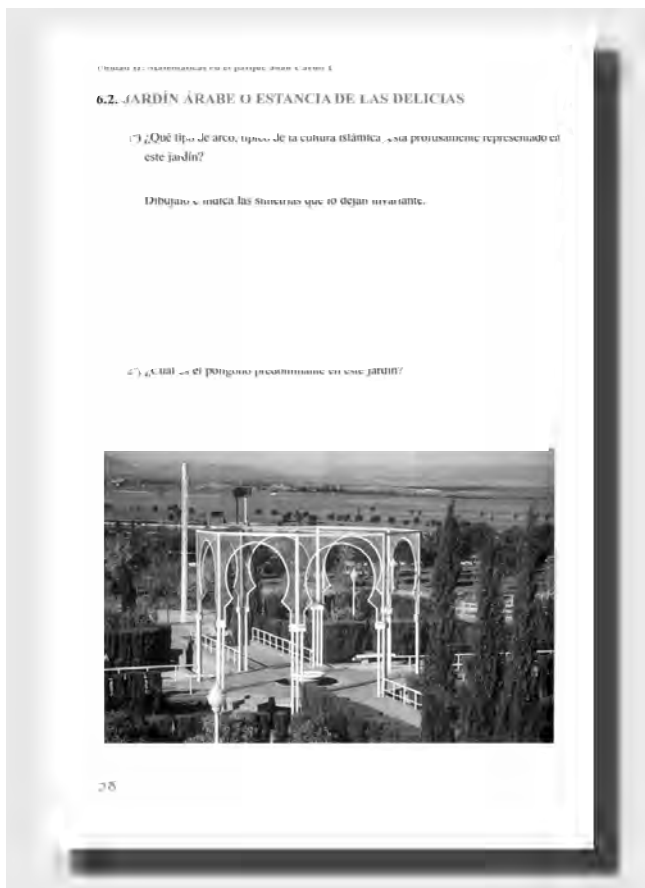 6.2. JARDÍN ÁRABE O ESTANCIA DE LAS DELICIAS
1º) ¿Qué tipo de arco, típico de la cultura islámica, está profusamente representado en
este jardín?
Dibújalo e indica las simetrías que lo dejan invariante.
2º) ¿Cuál es el polígono predominante en este jardín?